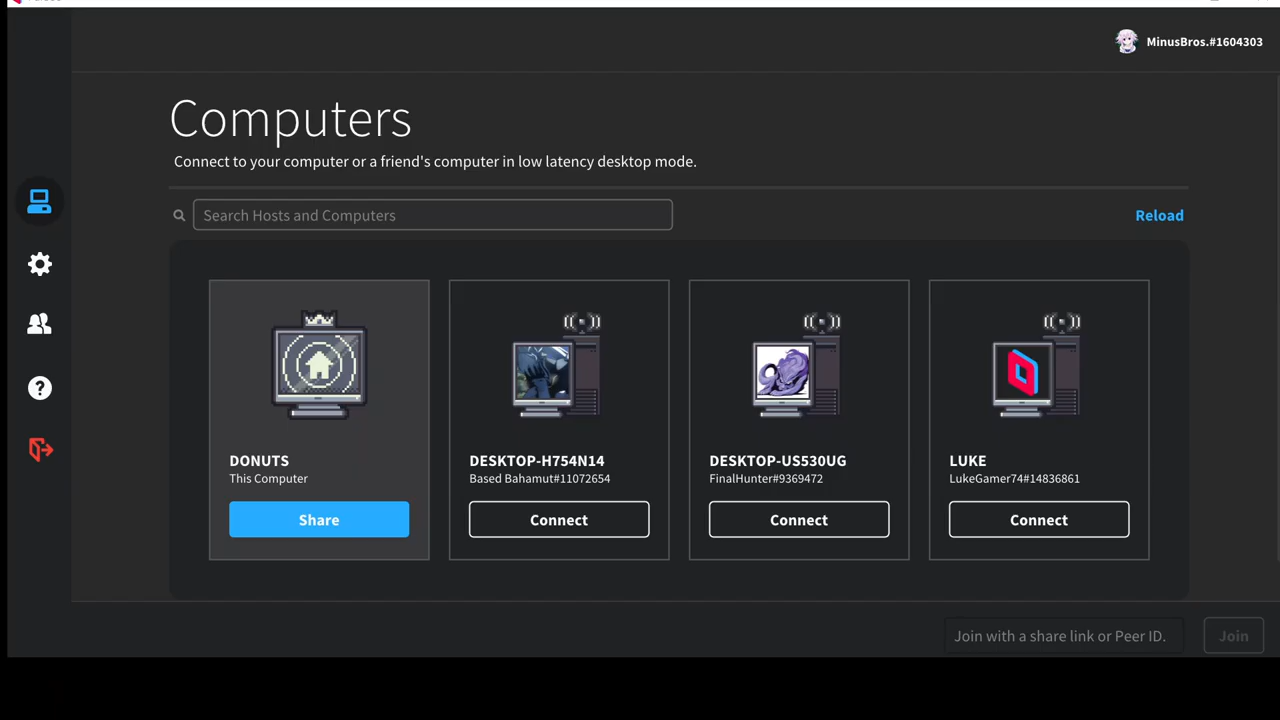 MinusBros.#1604303
Computers
Connect to your computer or a friend's computer in low latency desktop mode.
Search Hosts and Computers
Reload
DONUTS
This Computer
Share
DESKTOP-H754N14
Based Bahamut#11072654
Connect
DESKTOP-US530UG
FinalHunter#9369472
Connect
LUKE
LukeGamer74#14836861
Connect
Join with a share link or Peer ID.
Join